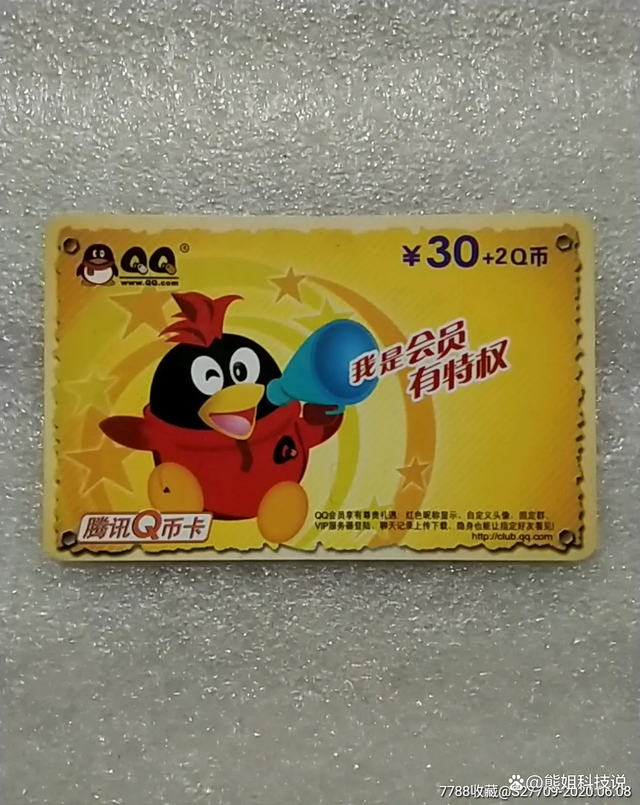 QQ®
www.QQ.com
￥30+2Q币
我是会员
有特权
QQ会员享有尊贵礼遇，红色昵称显示、自定义头像、固定群、
VIP服务器登陆、聊天记录上传下载、隐身也能让指定好友看见！
http://club.qq.com
腾讯Q币卡
@熊姐科技说
7788收藏@S27709-2020.06.08